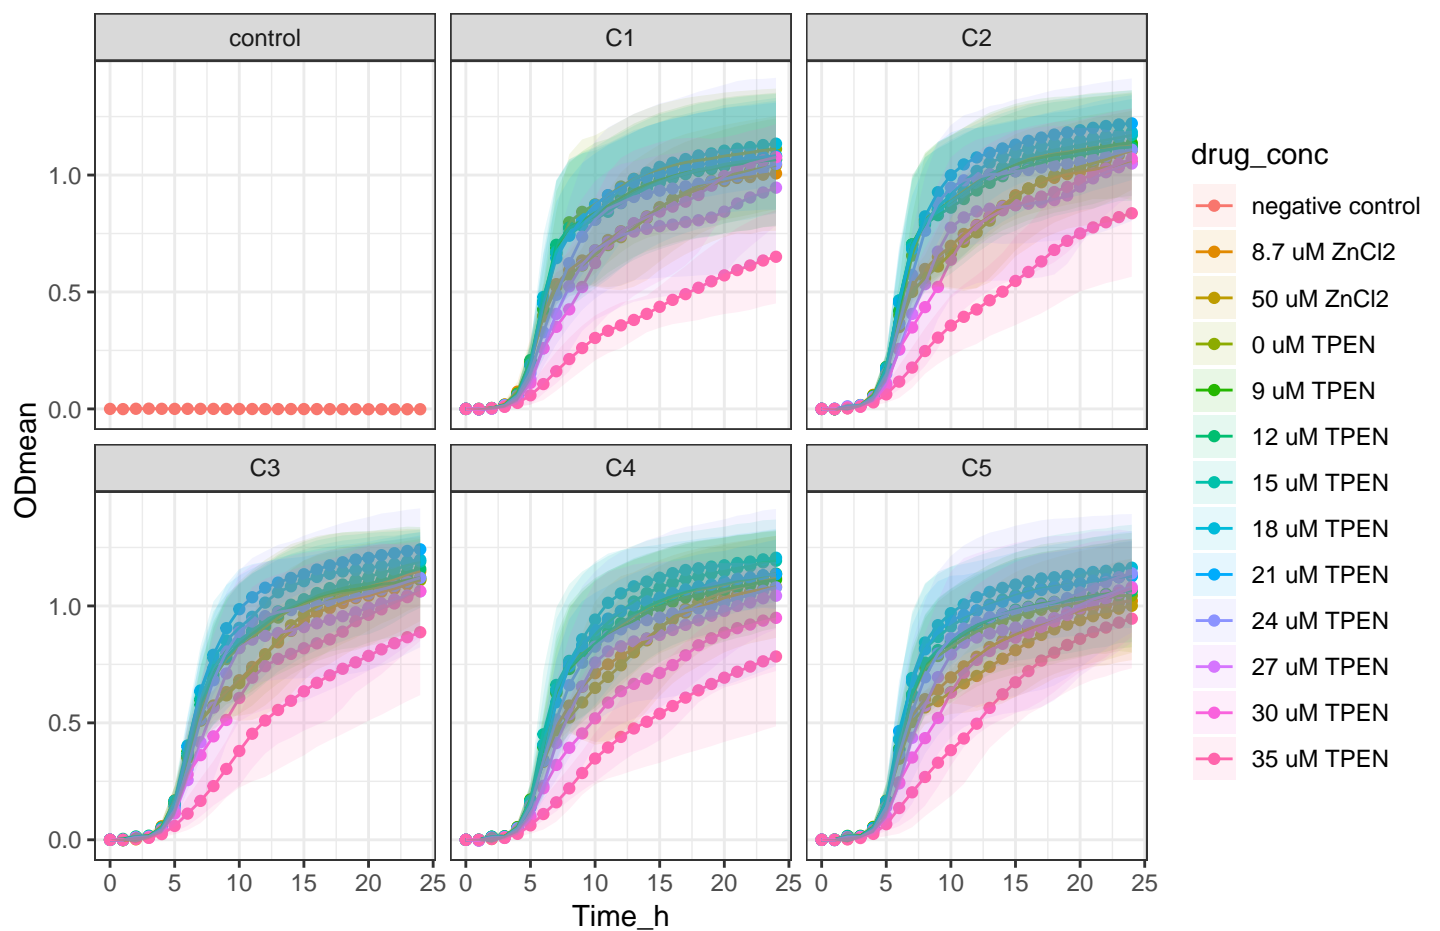 control
C1
C2
1.0
0.5
0.0
C3
C4
C5
1.0
0.5
0.0
0 5 10 15 20 25
0 5 10 15 20 25
0 5 10 15 20 25
Time_h
ODmean
drug_conc
negative control
8.7 uM ZnCl2
50 uM ZnCl2
0 uM TPEN
9 uM TPEN
12 uM TPEN
15 uM TPEN
18 uM TPEN
21 uM TPEN
24 uM TPEN
27 uM TPEN
30 uM TPEN
35 uM TPEN